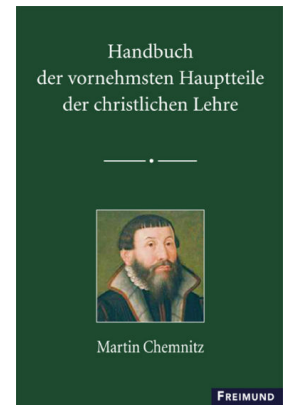 Handbuch
der vornehmsten Hauptteile
der christlichen Lehre
Martin Chemnitz
FREIMUND